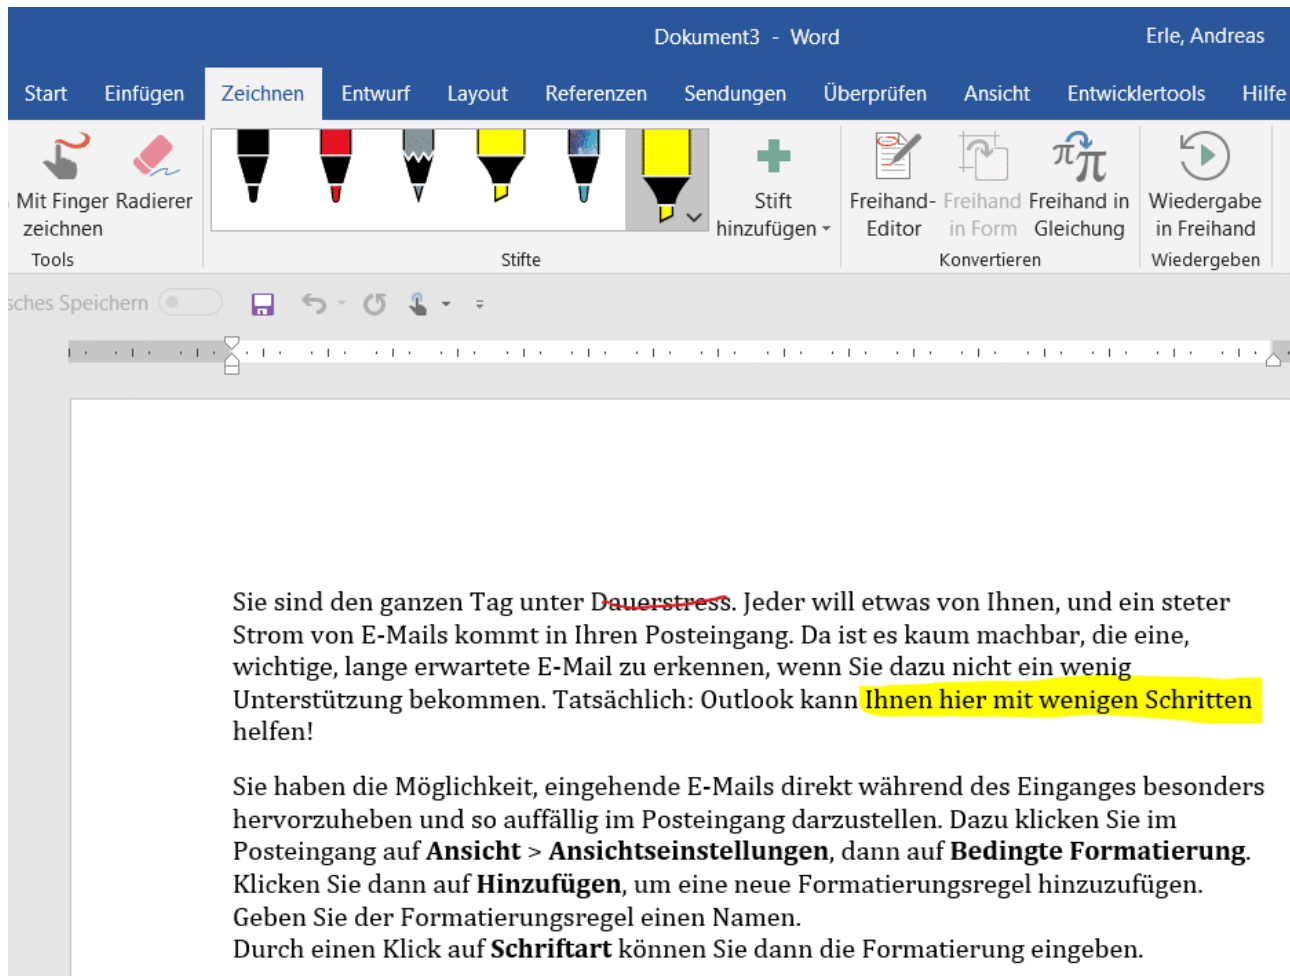 Dokument3 - Word Erle, Andreas
Start Einfügen Zeichnen Entwurf Layout Referenzen Sendungen Überprüfen Ansicht Entwicklertools Hilfe
Mit Finger zeichnen Radierer Stift hinzufügen Freihand-Editor Freihand in Form Freihand in Gleichung Wiedergabe in Freihand
Tools Stifte Konvertieren Wiedergeben
sches Speichern
Sie sind den ganzen Tag unter Dauerstress. Jeder will etwas von Ihnen, und ein steter
Strom von E-Mails kommt in Ihren Posteingang. Da ist es kaum machbar, die eine,
wichtige, lange erwartete E-Mail zu erkennen, wenn Sie dazu nicht ein wenig
Unterstützung bekommen. Tatsächlich: Outlook kann Ihnen hier mit wenigen Schritten
helfen!
Sie haben die Möglichkeit, eingehende E-Mails direkt während des Einganges besonders
hervorzuheben und so auffällig im Posteingang darzustellen. Dazu klicken Sie im
Posteingang auf Ansicht > Ansichtseinstellungen, dann auf Bedingte Formatierung.
Klicken Sie dann auf Hinzufügen, um eine neue Formatierungsregel hinzuzufügen.
Geben Sie der Formatierungsregel einen Namen.
Durch einen Klick auf Schriftart können Sie dann die Formatierung eingeben.